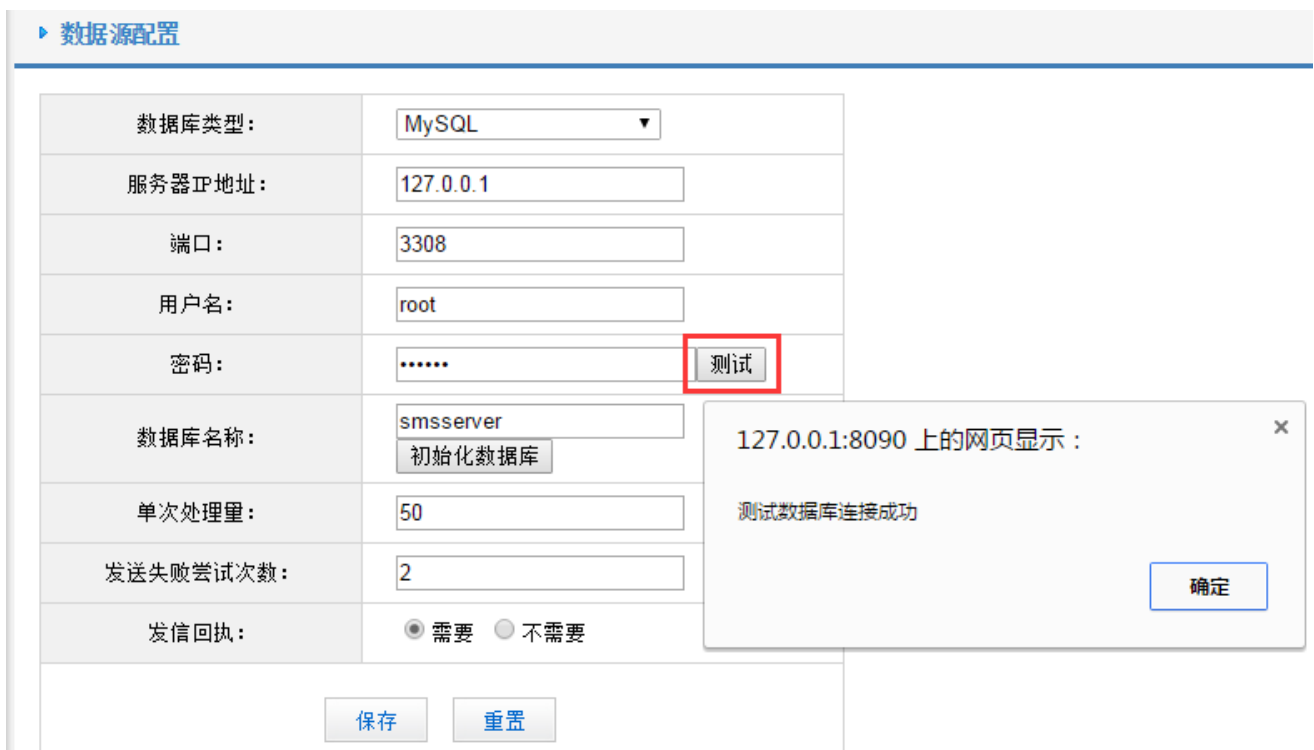 数据源配置
数据库类型：
MySQL
服务器IP地址：
127.0.0.1
端口：
3308
用户名：
root
密码：
••••••
测试
数据库名称：
smsserver
初始化数据库
127.0.0.1:8090 上的网页显示：
×
测试数据库连接成功
确定
单次处理量：
50
发送失败尝试次数：
2
发信回执：
需要 不需要
保存 重置